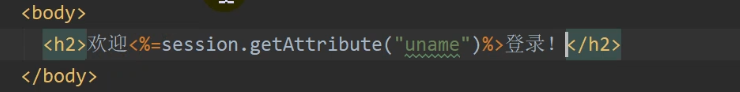 <body>
<h2>欢迎<%=session.getAttribute("uname")%>登录！</h2>
</body>